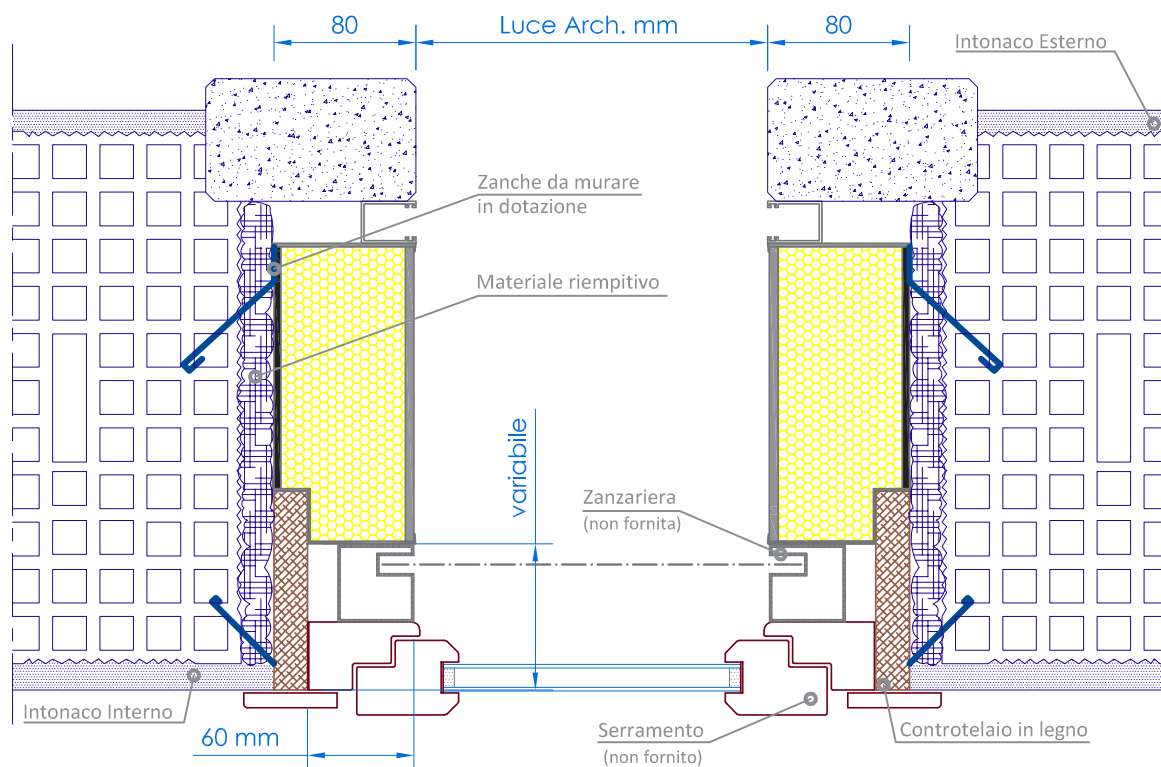 80
Luce Arch. mm
80
Intonaco Esterno
Zanche da murare
in dotazione
Materiale riempitivo
variabile
Zanzariera
(non fornita)
Intonaco Interno
60 mm
Serramento
(non fornito)
Controtelaio in legno